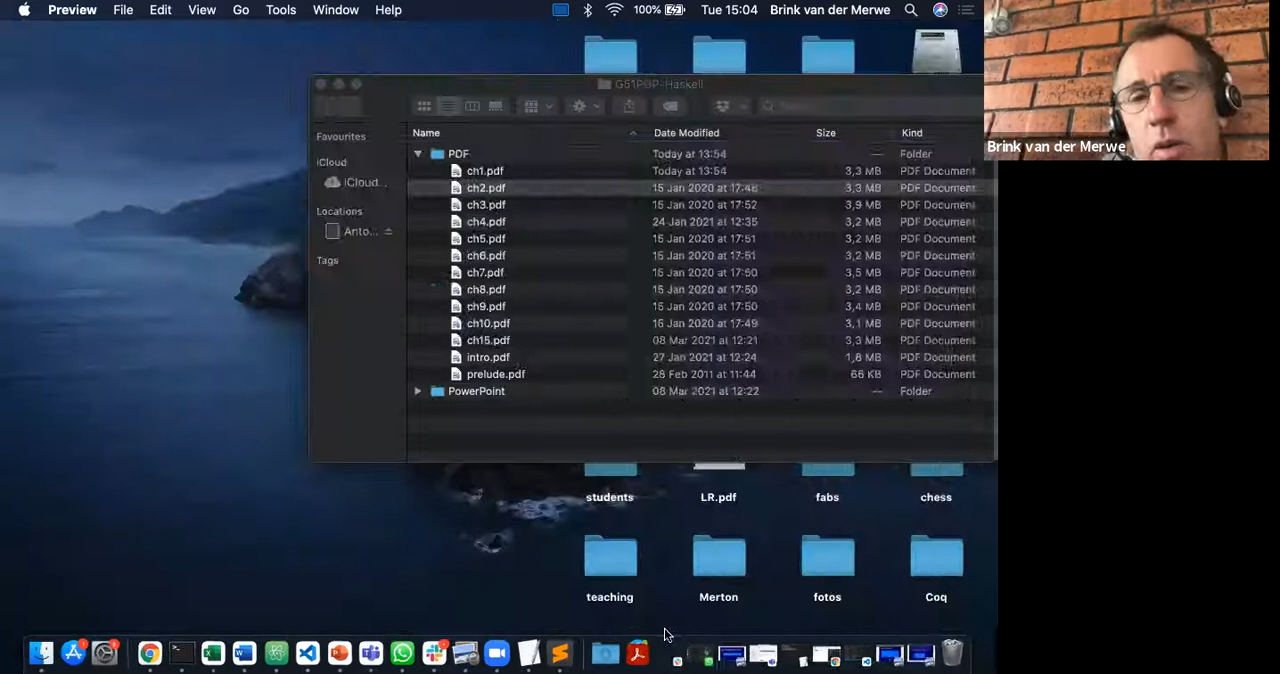 Preview File Edit View Go Tools Window Help 100% Tue 15:04 Brink van der Merwe
G51PDP-Haskell
Favourites
iCloud
iCloud...
Locations
Anto...
Tags
Name Date Modified Size Kind
PDF Today at 13:54 — Folder
ch1.pdf Today at 13:54 3,3 MB PDF Document
ch2.pdf 15 Jan 2020 at 17:48 3,3 MB PDF Document
ch3.pdf 15 Jan 2020 at 17:52 3,9 MB PDF Document
ch4.pdf 24 Jan 2021 at 12:35 3,2 MB PDF Document
ch5.pdf 15 Jan 2020 at 17:51 3,2 MB PDF Document
ch6.pdf 15 Jan 2020 at 17:51 3,2 MB PDF Document
ch7.pdf 15 Jan 2020 at 17:50 3,5 MB PDF Document
ch8.pdf 15 Jan 2020 at 17:50 3,2 MB PDF Document
ch9.pdf 15 Jan 2020 at 17:50 3,4 MB PDF Document
ch10.pdf 15 Jan 2020 at 17:49 3,1 MB PDF Document
ch15.pdf 08 Mar 2021 at 12:21 3,3 MB PDF Document
intro.pdf 27 Jan 2021 at 12:24 1,8 MB PDF Document
prelude.pdf 28 Feb 2011 at 11:44 66 KB PDF Document
PowerPoint 08 Mar 2021 at 12:22 — Folder
students LR.pdf fabs chess
teaching Merton fotos Coq
Brink van der Merwe